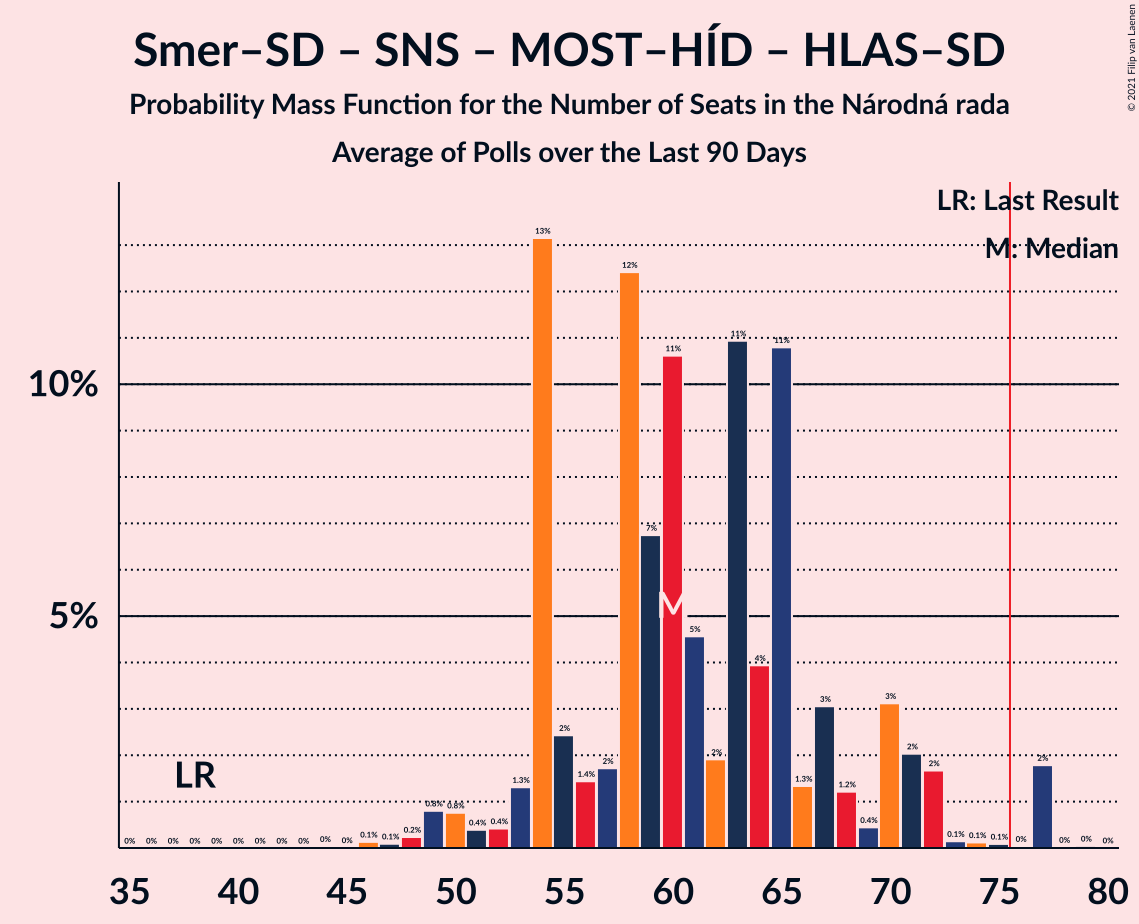 Smer–SD – SNS – MOST–HÍD – HLAS–SD
Probability Mass Function for the Number of Seats in the Národná rada
Average of Polls over the Last 90 Days
© 2021 Filip van Laenen
LR: Last Result
M: Median
10%
5%
LR
M
0% 0% 0% 0% 0% 0% 0% 0% 0% 0% 0% 0.1% 0.1% 0.2% 0.8% 0.8% 0.4% 0.4% 1.3% 13% 2% 1.4% 2% 12% 7% 11% 5% 2% 11% 4% 11% 1.3% 3% 1.2% 0.4% 3% 2% 2% 0.1% 0.1% 0.1% 0% 2% 0% 0% 0%
35 40 45 50 55 60 65 70 75 80